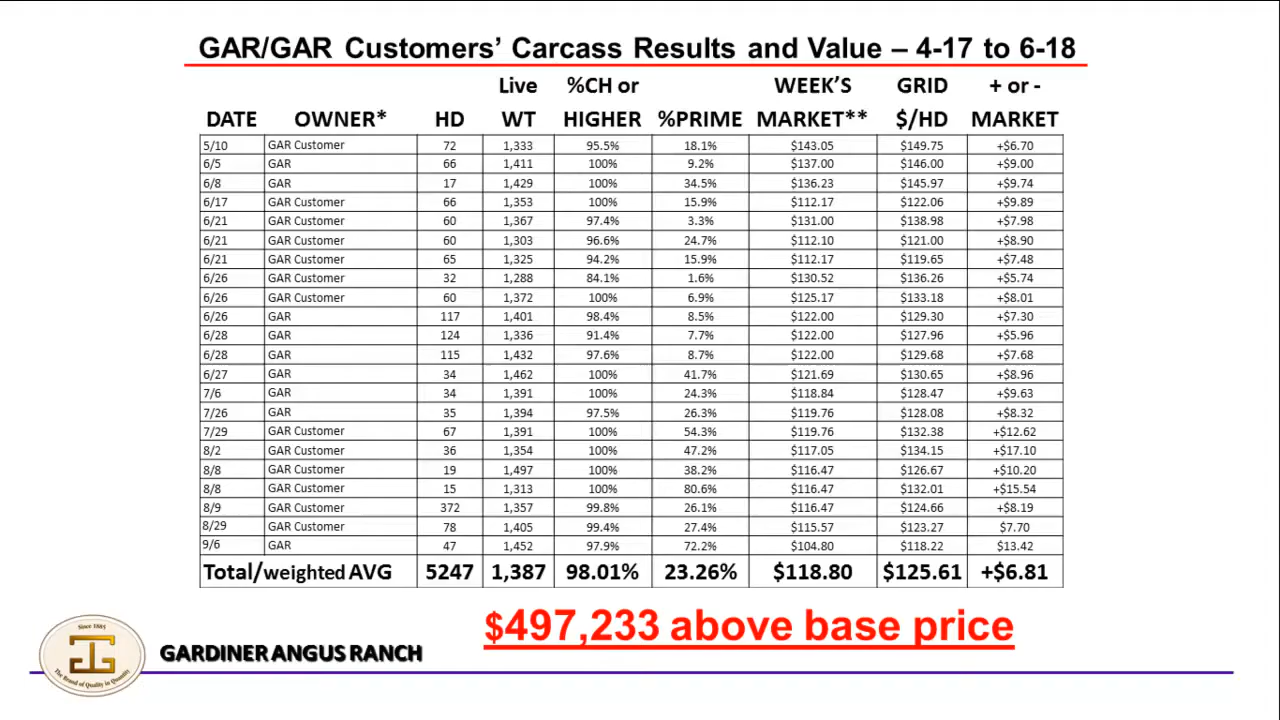 GAR/GAR Customers' Carcass Results and Value – 4-17 to 6-18
Live %CH or WEEK'S GRID + or -
DATE OWNER* HD WT HIGHER %PRIME MARKET** $/HD MARKET
5/10 GAR Customer 72 1,333 95.5% 18.1% $143.05 $149.75 +$6.70
6/5 GAR 66 1,411 100% 9.2% $137.00 $146.00 +$9.00
6/8 GAR 17 1,429 100% 34.5% $136.23 $145.97 +$9.74
6/17 GAR Customer 66 1,353 100% 15.9% $112.17 $122.06 +$9.89
6/21 GAR Customer 60 1,367 97.4% 3.3% $131.00 $138.98 +$7.98
6/21 GAR Customer 60 1,303 96.6% 24.7% $112.10 $121.00 +$8.90
6/21 GAR Customer 65 1,325 94.2% 15.9% $112.17 $119.65 +$7.48
6/26 GAR Customer 32 1,288 84.1% 1.6% $130.52 $136.26 +$5.74
6/26 GAR Customer 60 1,372 100% 6.9% $125.17 $133.18 +$8.01
6/26 GAR 117 1,401 98.4% 8.5% $122.00 $129.30 +$7.30
6/28 GAR 124 1,336 91.4% 7.7% $122.00 $127.96 +$5.96
6/28 GAR 115 1,432 97.6% 8.7% $122.00 $129.68 +$7.68
6/27 GAR 34 1,462 100% 41.7% $121.69 $130.65 +$8.96
7/6 GAR 34 1,391 100% 24.3% $118.84 $128.47 +$9.63
7/26 GAR 35 1,394 97.5% 26.3% $119.76 $128.08 +$8.32
7/29 GAR Customer 67 1,391 100% 54.3% $119.76 $132.38 +$12.62
8/2 GAR Customer 36 1,354 100% 47.2% $117.05 $134.15 +$17.10
8/8 GAR Customer 19 1,497 100% 38.2% $116.47 $126.67 +$10.20
8/8 GAR Customer 15 1,313 100% 80.6% $116.47 $132.01 +$15.54
8/9 GAR Customer 372 1,357 99.8% 26.1% $116.47 $124.66 +$8.19
8/29 GAR Customer 78 1,405 99.4% 27.4% $115.57 $123.27 $7.70
9/6 GAR 47 1,452 97.9% 72.2% $104.80 $118.22 $13.42
Total/weighted AVG 5247 1,387 98.01% 23.26% $118.80 $125.61 +$6.81
$497,233 above base price
Since 1885
The Brand of Quality in Quantity
GARDINER ANGUS RANCH